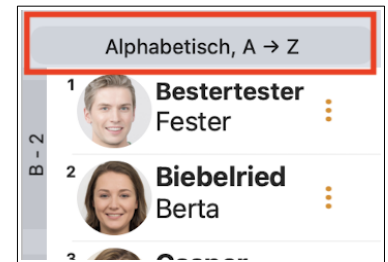 Alphabetisch, A → Z
B - 2
1
Bestertester
Fester
2
Biebelried
Berta
3